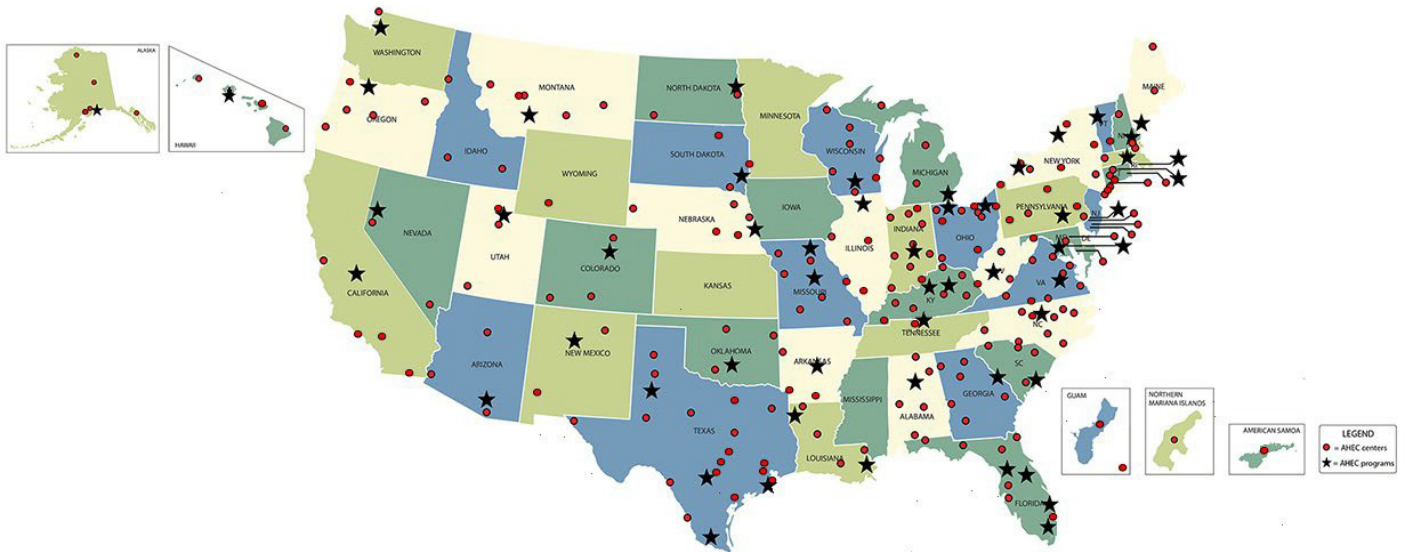 WASHINGTON
ALASKA
HAWAII
OREGON
MONTANA
IDAHO
NORTH DAKOTA
MINNESOTA
SOUTH DAKOTA
WISCONSIN
MICHIGAN
MAINE
VT
NEW YORK
WYOMING
NEBRASKA
IOWA
NEVADA
UTAH
COLORADO
CALIFORNIA
KANSAS
MISSOURI
ILLINOIS
INDIANA
OHIO
PENNSYLVANIA
NJ
MD
DE
VA
KY
NC
TENNESSEE
SC
ARIZONA
NEW MEXICO
OKLAHOMA
ARKANSAS
MISSISSIPPI
ALABAMA
GEORGIA
TEXAS
LOUISIANA
FLORIDA
GUAM
NORTHERN
MARIANA ISLANDS
AMERICAN SAMOA
LEGEND
= AHEC centers
= AHEC programs